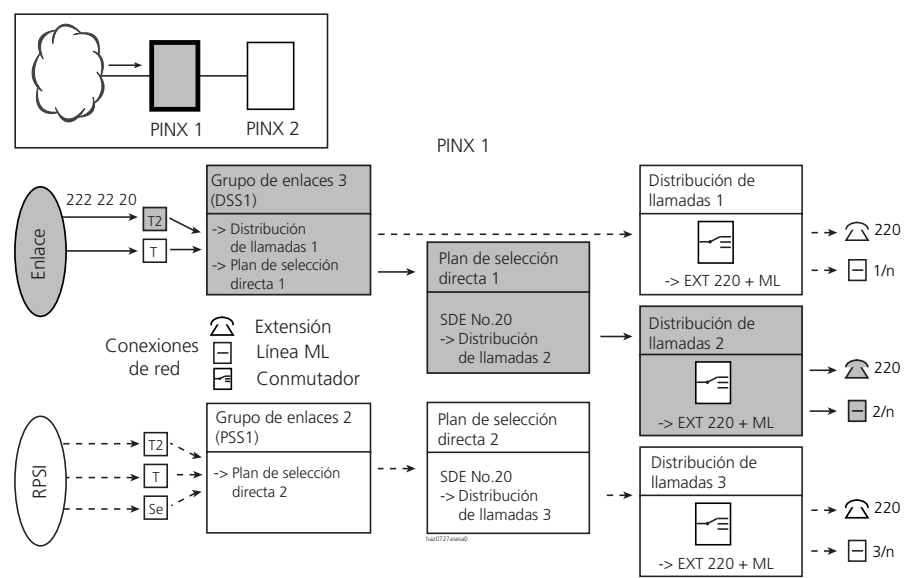 PINX 1
PINX 2
PINX 1
Enlace
222 22 20
T2
T
Grupo de enlaces 3
(DSS1)
-> Distribución
de llamadas 1
-> Plan de selección
directa 1
Plan de selección
directa 1
SDE No.20
-> Distribución
de llamadas 2
Distribución de
llamadas 1
-> EXT 220 + ML
220
1/n
Distribución de
llamadas 2
-> EXT 220 + ML
220
2/n
Conexiones
de red
Extensión
Línea ML
Conmutador
RPSI
T2
T
Se
Grupo de enlaces 2
(PSS1)
-> Plan de selección
directa 2
Plan de selección
directa 2
SDE No.20
-> Distribución
de llamadas 3
haz0727asesa0
Distribución de
llamadas 3
-> EXT 220 + ML
220
3/n